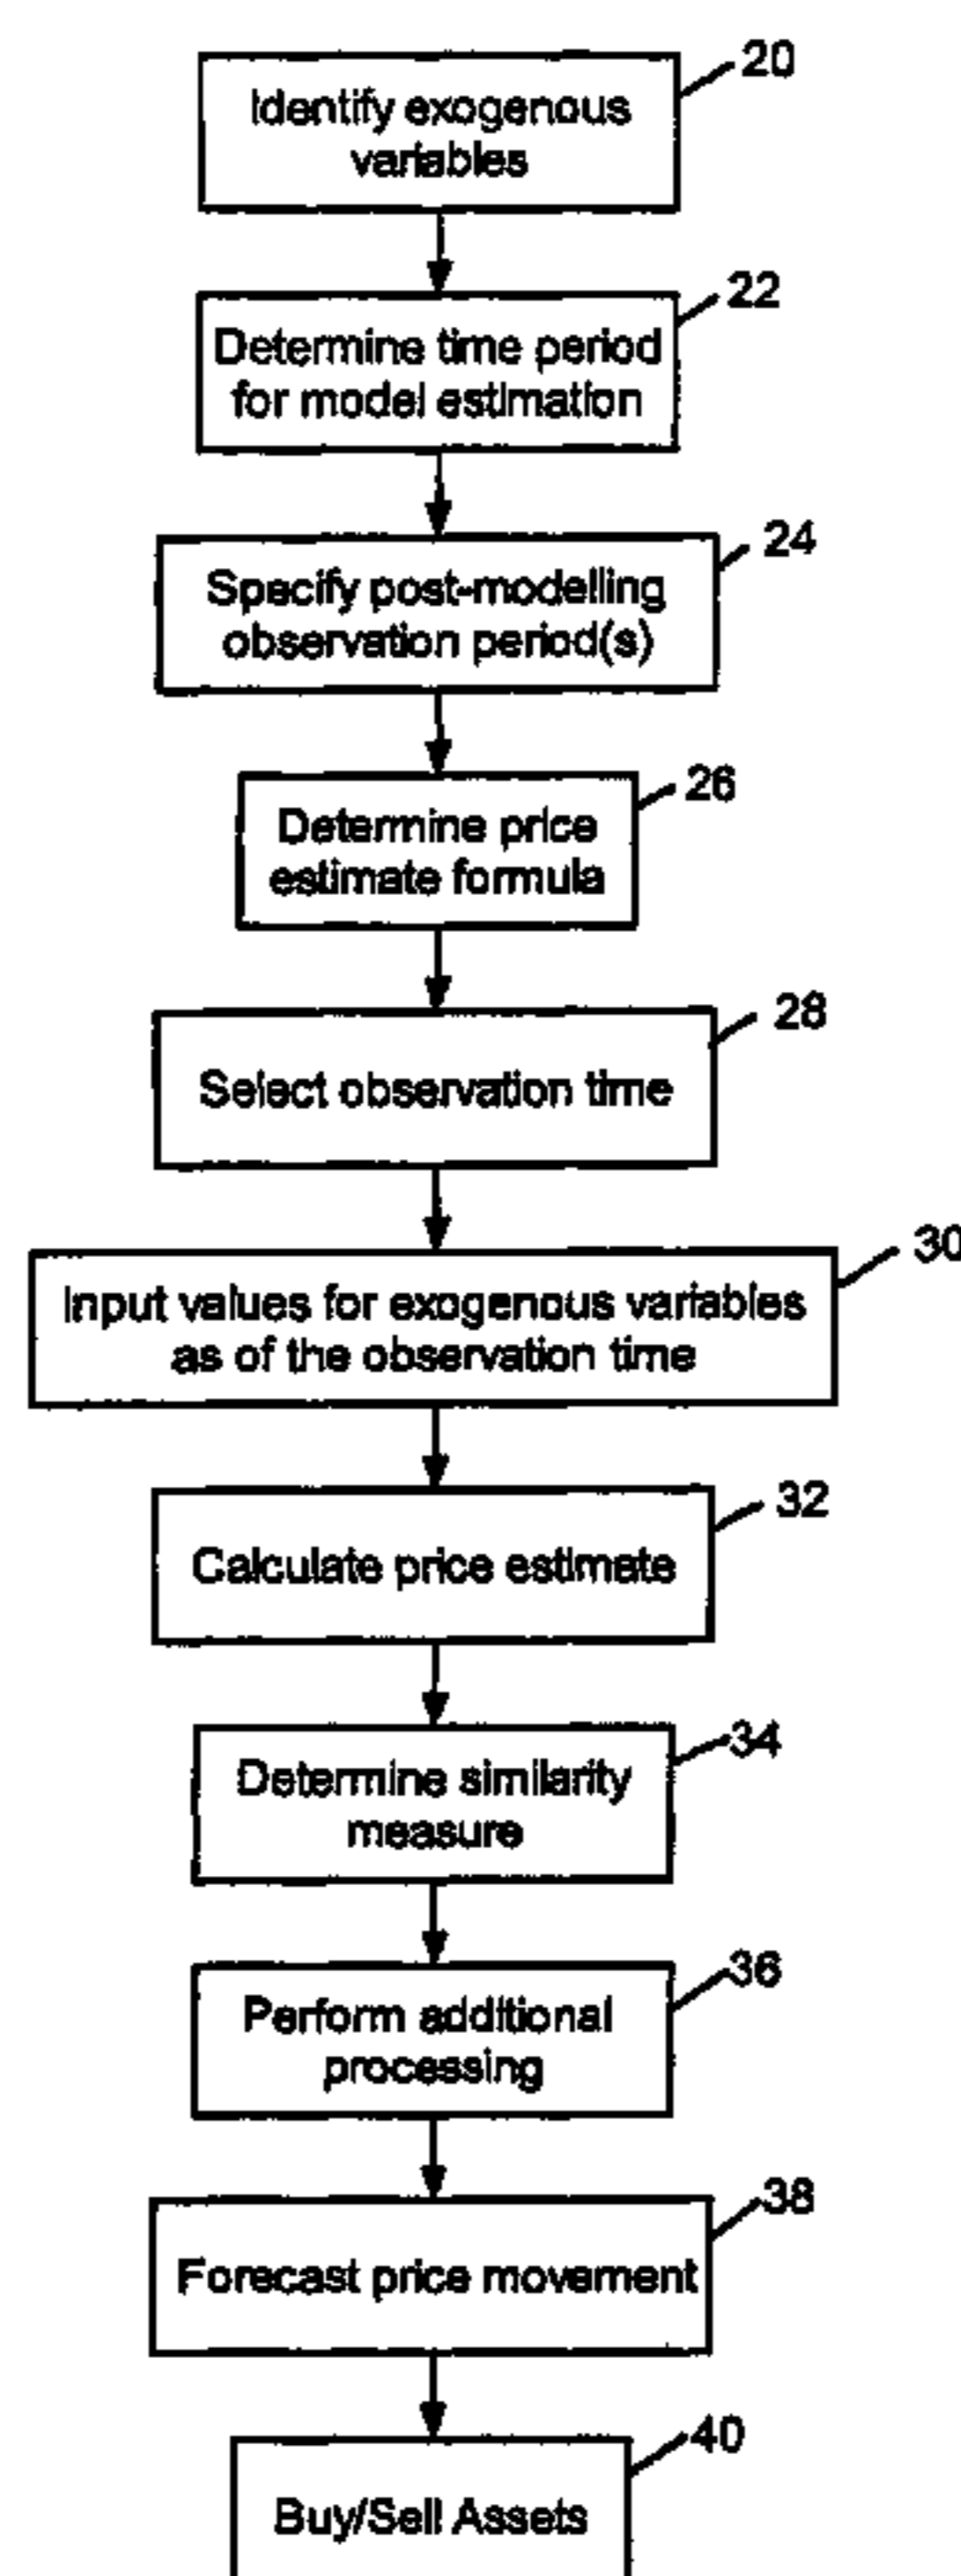 20
Identify exogenous
variables
22
Determine time period
for model estimation
24
Specify post-modelling
observation period(s)
26
Determine price
estimate formula
28
Select observation time
30
Input values for exogenous variables
as of the observation time
32
Calculate price estimate
34
Determine similarity
measure
36
Perform additional
processing
38
Forecast price movement
40
Buy/Sell Assets